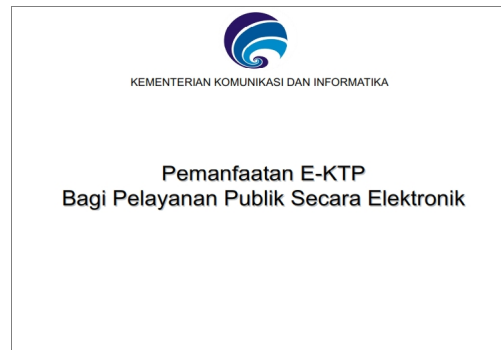 KEMENTERIAN KOMUNIKASI DAN INFORMATIKA
Pemanfaatan E-KTP
Bagi Pelayanan Publik Secara Elektronik